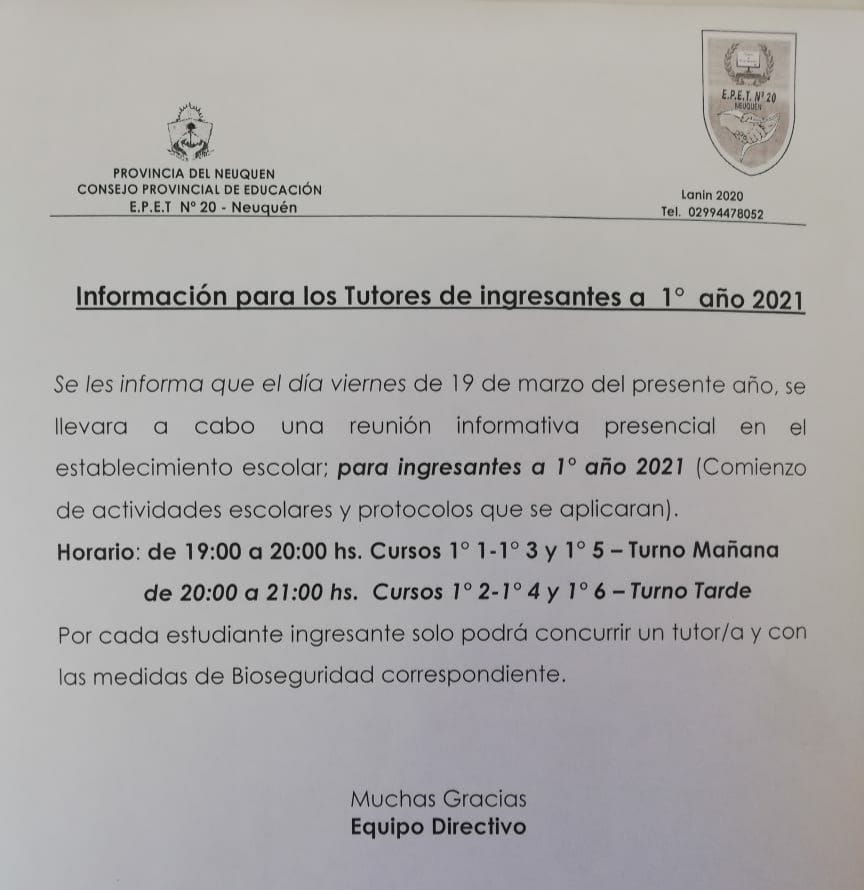 E.P.E.T. Nº 20
NEUQUÉN
PROVINCIA DEL NEUQUEN
CONSEJO PROVINCIAL DE EDUCACIÓN
E.P.E.T Nº 20 - Neuquén
Lanin 2020
Tel. 02994478052
Información para los Tutores de ingresantes a 1° año 2021
Se les informa que el día viernes de 19 de marzo del presente año, se
llevara a cabo una reunión informativa presencial en el
establecimiento escolar; para ingresantes a 1° año 2021 (Comienzo
de actividades escolares y protocolos que se aplicaran).
Horario: de 19:00 a 20:00 hs. Cursos 1° 1-1° 3 y 1° 5 – Turno Mañana
de 20:00 a 21:00 hs. Cursos 1° 2-1° 4 y 1° 6 – Turno Tarde
Por cada estudiante ingresante solo podrá concurrir un tutor/a y con
las medidas de Bioseguridad correspondiente.
Muchas Gracias
Equipo Directivo